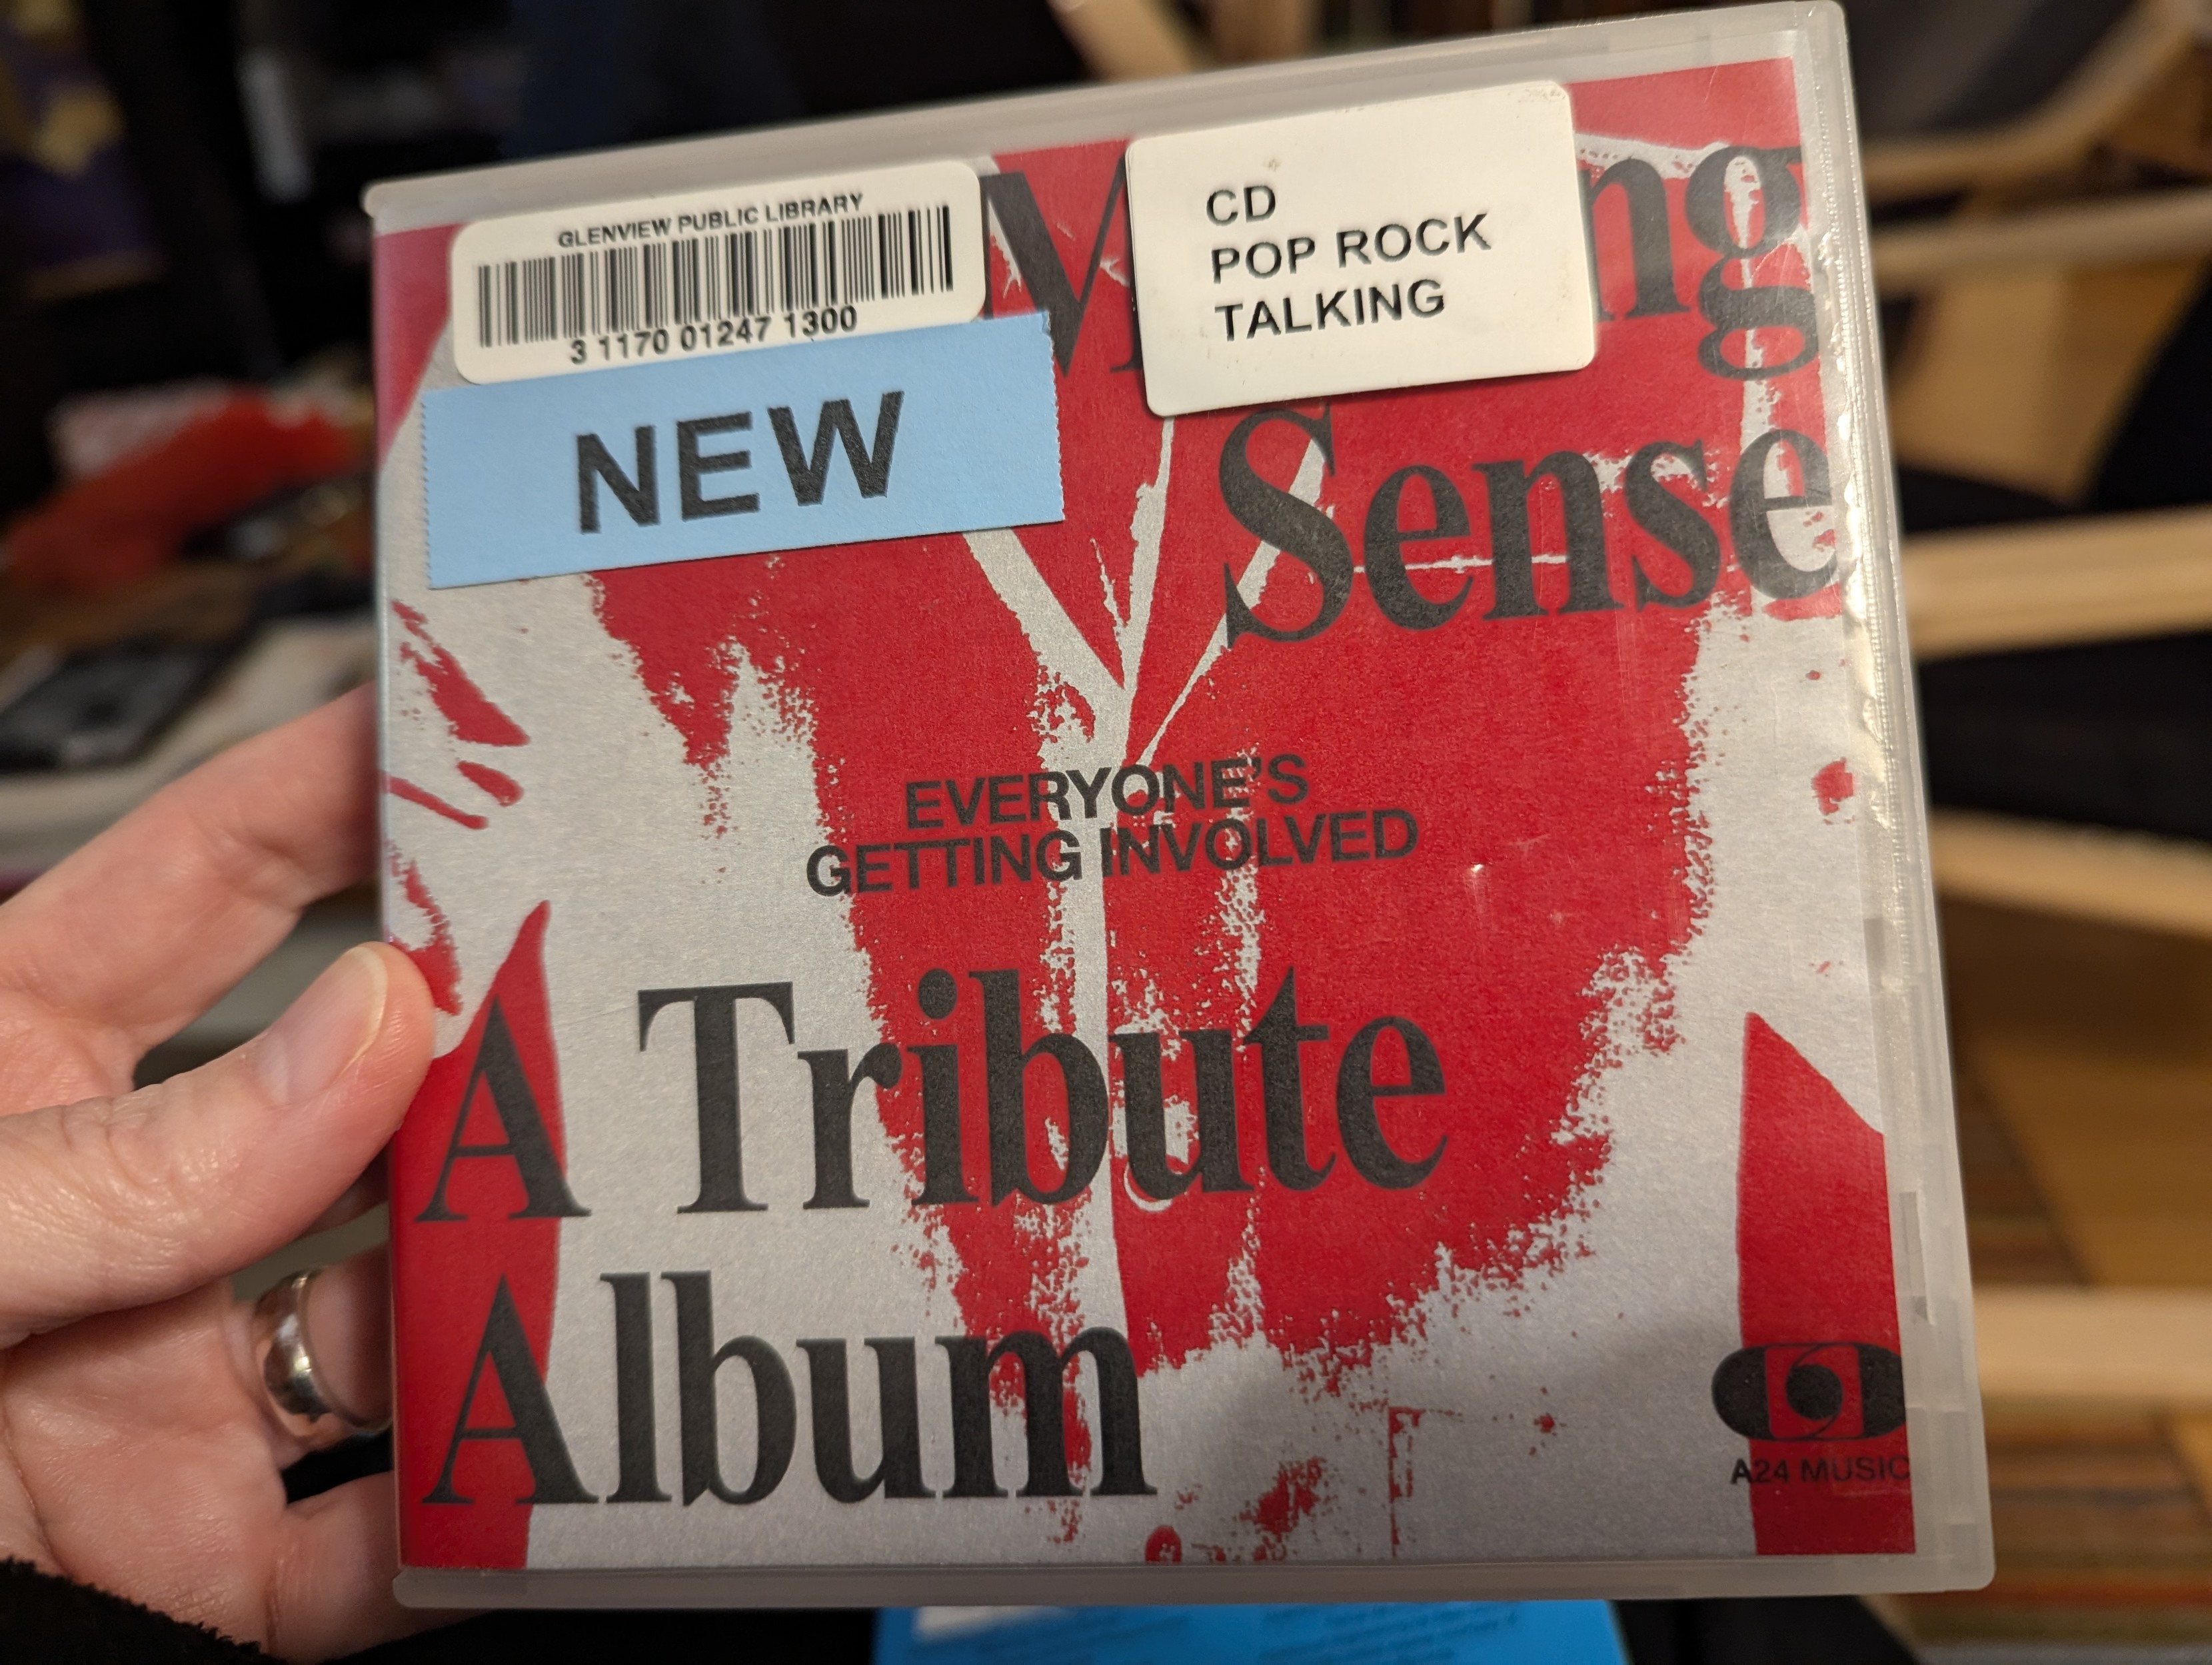 GLENVIEW PUBLIC LIBRARY
3 1170 01247 1300
NEW
CD
POP ROCK
TALKING
M ng
Sense
EVERYONE'S
GETTING INVOLVED
A Tribute
Album
A24 MUSIC